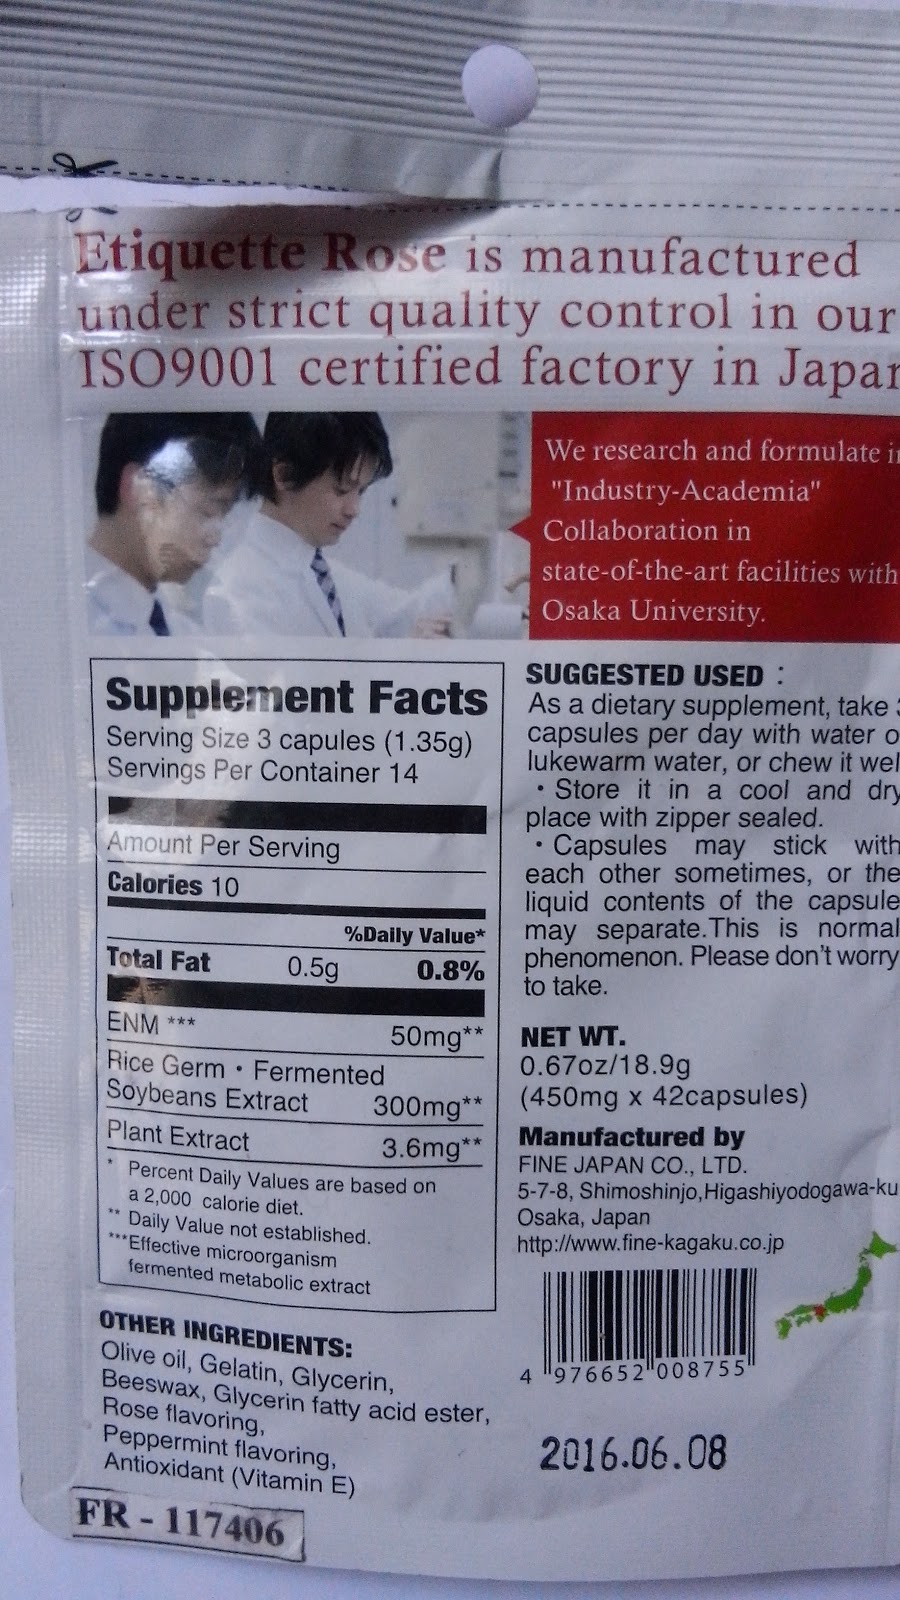 Etiquette Rose is manufactured
under strict quality control in our
ISO9001 certified factory in
We research and formulate
"Industry-Academia"
Collaboration in
state-of-the-art facilities with
Osaka University.
Supplement Facts
Serving Size 3 capules (1.35g)
Servings Per Container 14
Amount Per Serving
Calories 10
%Daily Value*
Total Fat 0.5g 0.8%
ENM *** 50mg**
Rice Germ・Fermented
Soybeans Extract 300mg**
Plant Extract 3.6mg**
* Percent Daily Values are based on
a 2,000 calorie diet.
** Daily Value not established.
***Effective microorganism
fermented metabolic extract
OTHER INGREDIENTS:
Olive oil, Gelatin, Glycerin,
Beeswax, Glycerin fatty acid ester,
Rose flavoring,
Peppermint flavoring,
Antioxidant (Vitamin E)
FR - 117406
SUGGESTED USED :
As a dietary supplement, take
capsules per day with water
lukewarm water, or chew it
・Store it in a cool and dry
place with zipper sealed.
・Capsules may stick with
each other sometimes, or the
liquid contents of the capsule
may separate.This is normal
phenomenon. Please don't worry
to take.
NET WT.
0.67oz/18.9g
(450mg x 42capsules)
Manufactured by
FINE JAPAN CO., LTD.
5-7-8, Shimoshinjo,Higashiyodogawa-ku
Osaka, Japan
http://www.fine-kagaku.co.jp
4 976652 008755
2016.06.08